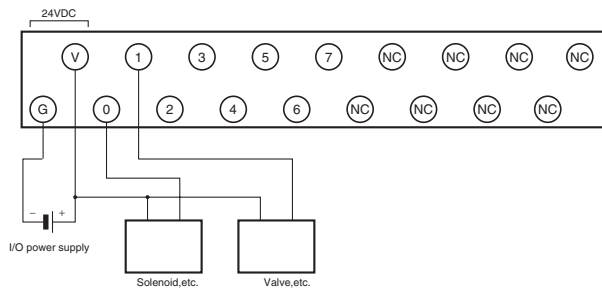 24VDC
V 1 3 5 7 NC NC NC NC
G 0 2 4 6 NC NC NC NC
− +
I/O power supply
Solenoid,etc. Valve,etc.